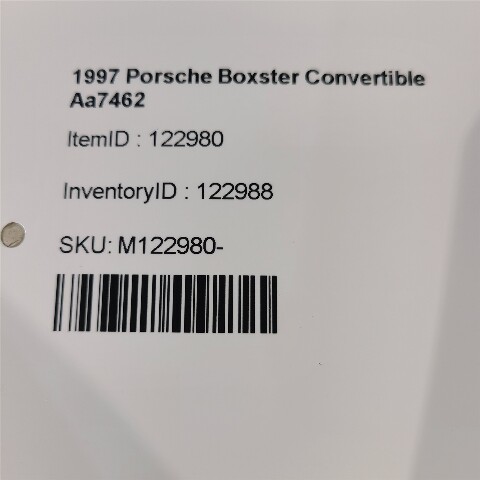 1997 Porsche Boxster Convertible
Aa7462
ItemID : 122980
InventoryID : 122988
SKU: M122980-